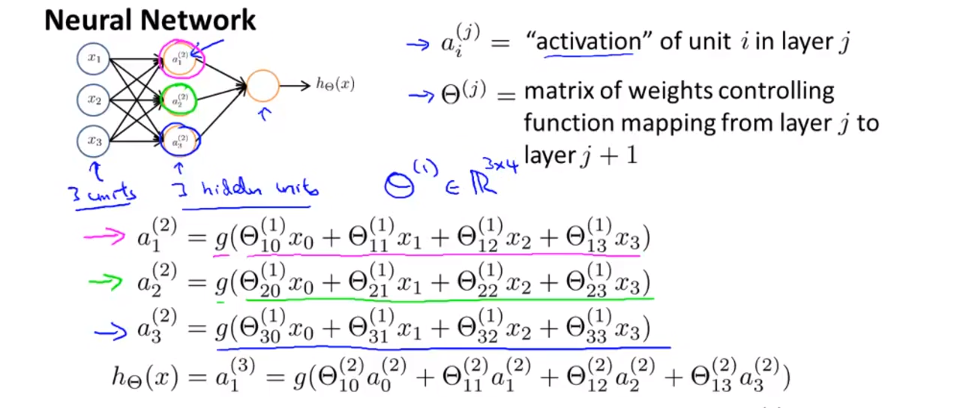 Neural Network
x₁ a₁⁽²⁾
x₂ a₂⁽²⁾ → h_Θ(x)
x₃ a₃⁽²⁾
3 units 3 hidden units
→ aᵢ⁽ʲ⁾ = “activation” of unit i in layer j
→ Θ⁽ʲ⁾ = matrix of weights controlling
function mapping from layer j to
layer j + 1
Θ⁽¹⁾ ∈ ℝ³ˣ⁴
→ a₁⁽²⁾ = g(Θ₁₀⁽¹⁾x₀ + Θ₁₁⁽¹⁾x₁ + Θ₁₂⁽¹⁾x₂ + Θ₁₃⁽¹⁾x₃)
→ a₂⁽²⁾ = g(Θ₂₀⁽¹⁾x₀ + Θ₂₁⁽¹⁾x₁ + Θ₂₂⁽¹⁾x₂ + Θ₂₃⁽¹⁾x₃)
→ a₃⁽²⁾ = g(Θ₃₀⁽¹⁾x₀ + Θ₃₁⁽¹⁾x₁ + Θ₃₂⁽¹⁾x₂ + Θ₃₃⁽¹⁾x₃)
h_Θ(x) = a₁⁽³⁾ = g(Θ₁₀⁽²⁾a₀⁽²⁾ + Θ₁₁⁽²⁾a₁⁽²⁾ + Θ₁₂⁽²⁾a₂⁽²⁾ + Θ₁₃⁽²⁾a₃⁽²⁾)